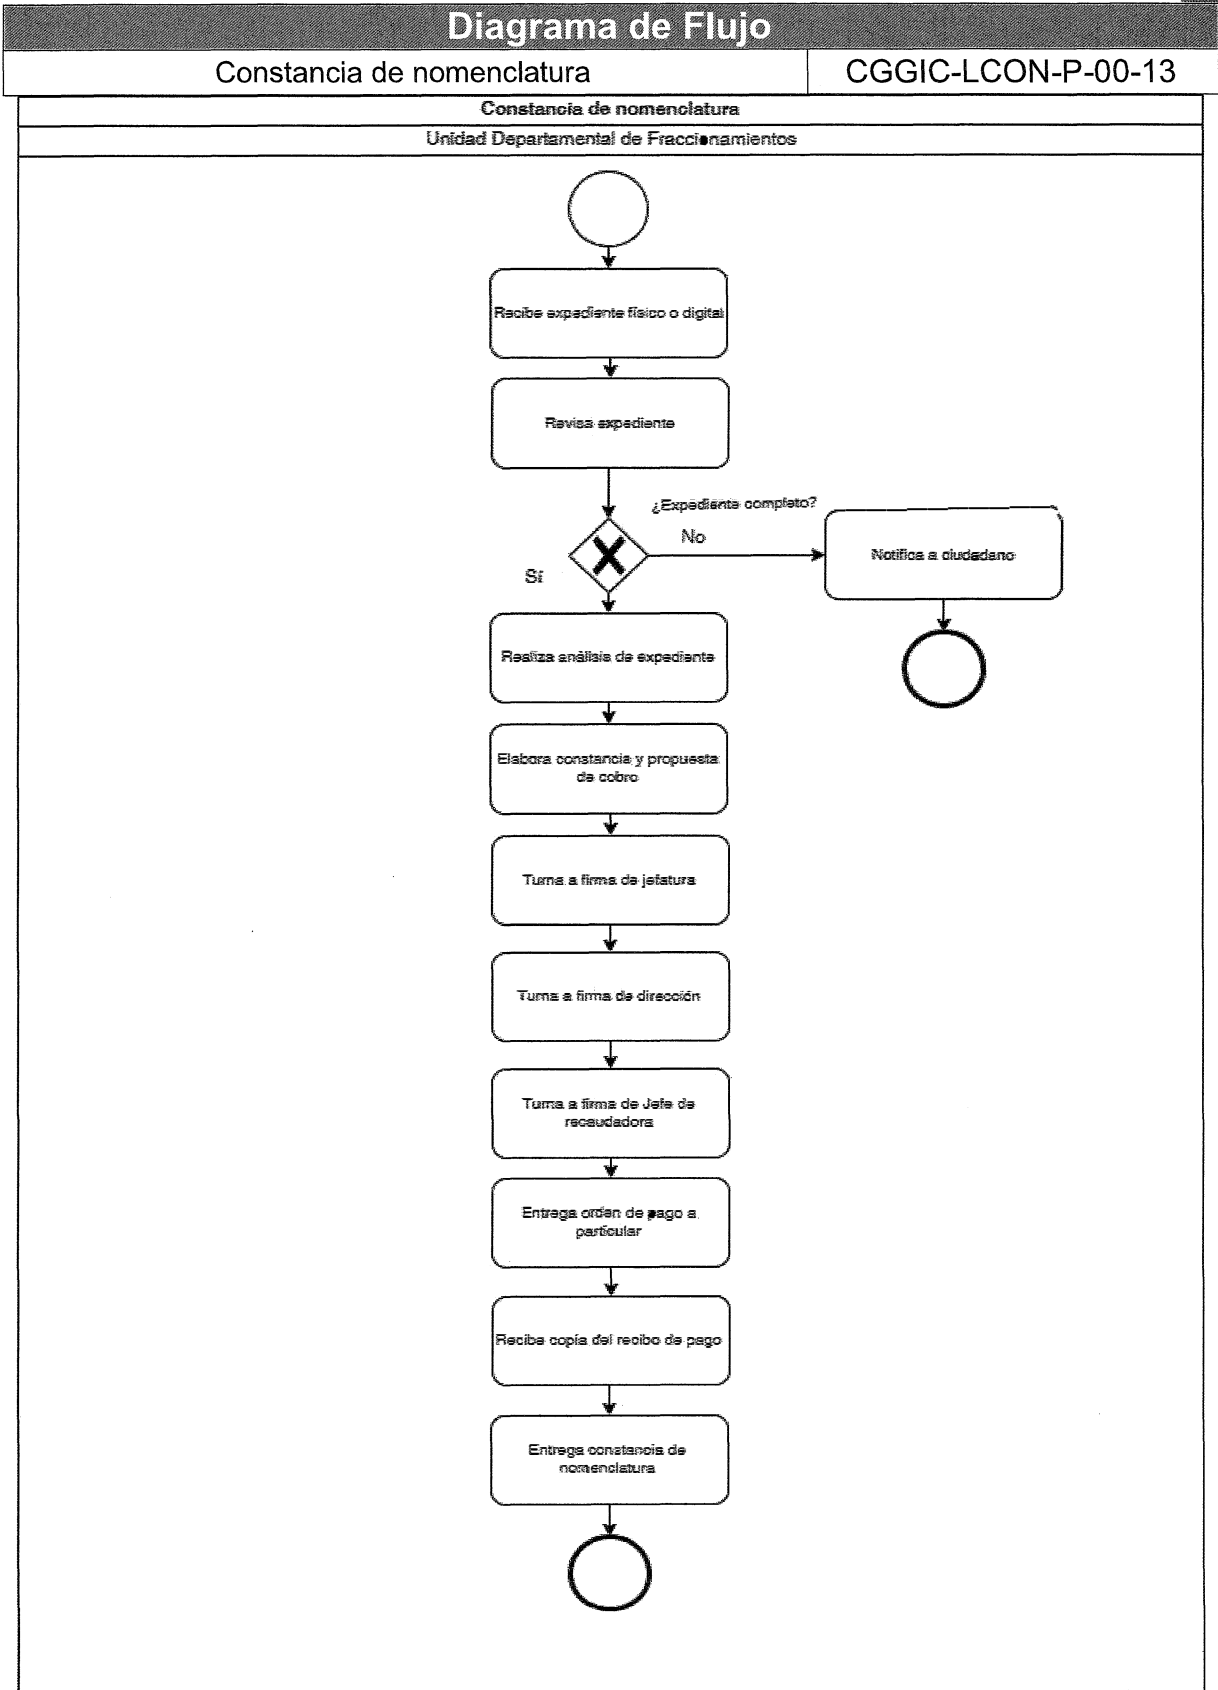 Diagrama de Flujo
Constancia de nomenclatura
CGGIC-LCON-P-00-13
Constancia de nomenclatura
Unidad Departamental de Fraccionamientos
Recibe expediente físico o digital
Revisa expediente
¿Expediente completo?
No
Notifica a ciudadano
Sí
Realiza análisis de expediente
Elabora constancia y propuesta
de cobro
Turna a firma de jefatura
Turna a firma de dirección
Turna a firma de Jefe de
recaudadora
Entrega orden de pago a
particular
Recibe copia del recibo de pago
Entrega constancia de
nomenclatura